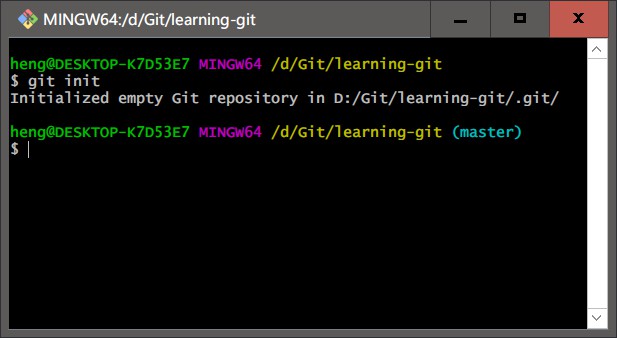 MINGW64:/d/Git/learning-git
heng@DESKTOP-K7D53E7 MINGW64 /d/Git/learning-git
$ git init
Initialized empty Git repository in D:/Git/learning-git/.git/
heng@DESKTOP-K7D53E7 MINGW64 /d/Git/learning-git (master)
$